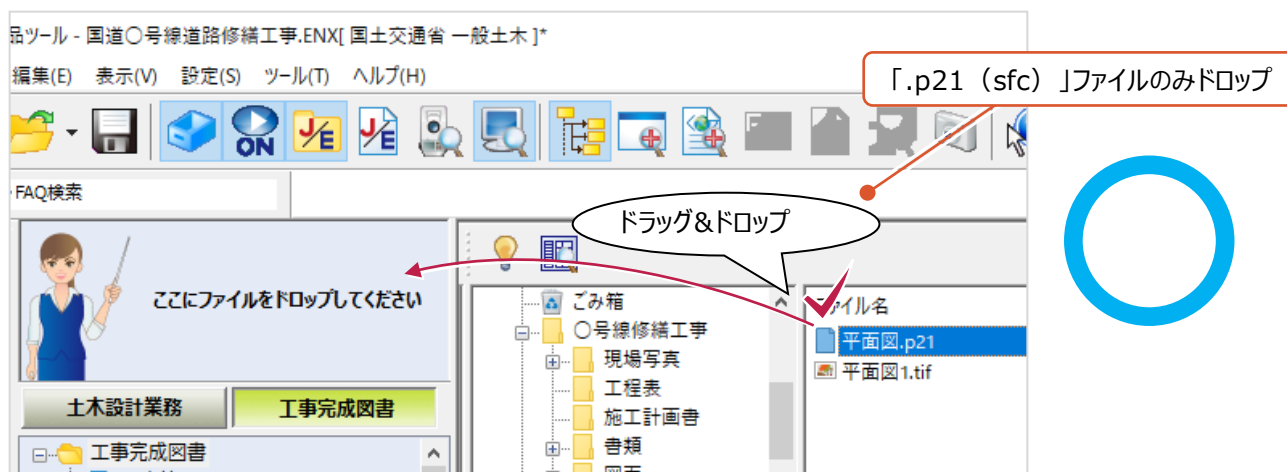 品ツール - 国道〇号線道路修繕工事.ENX[ 国土交通省 一般土木 ]*
編集(E) 表示(V) 設定(S) ツール(T) ヘルプ(H)
「.p21（sfc）」ファイルのみドロップ
ON
J/E
J/E
FAQ検索
ドラッグ&ドロップ
ここにファイルをドロップしてください
ごみ箱
〇号線修繕工事
現場写真
工程表
施工計画書
書類
図面
ファイル名
平面図.p21
平面図1.tif
土木設計業務
工事完成図書
工事完成図書